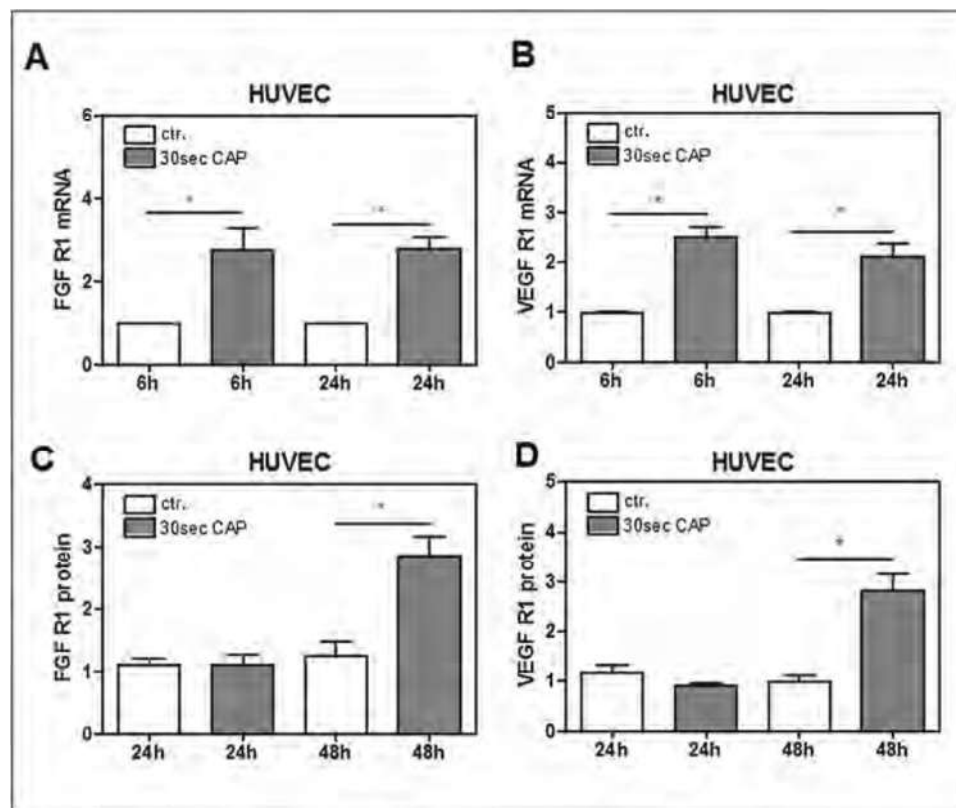 A
HUVEC
FGF R1 mRNA
6
4
2
0
ctr.
30sec CAP
*
*
6h 6h 24h 24h
B
HUVEC
VEGF R1 mRNA
5
4
3
2
1
0
ctr.
30sec CAP
*
*
6h 6h 24h 24h
C
HUVEC
FGF R1 protein
4
3
2
1
0
ctr.
30sec CAP
*
24h 24h 48h 48h
D
HUVEC
VEGF R1 protein
5
4
3
2
1
0
ctr.
30sec CAP
*
24h 24h 48h 48h